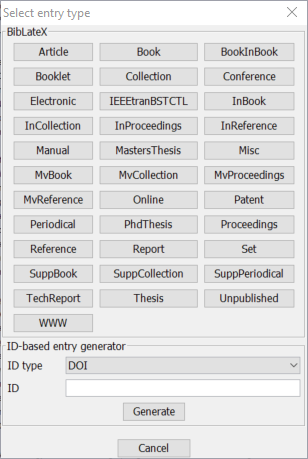 Select entry type
BibLateX
Article Book BookInBook
Booklet Collection Conference
Electronic IEEEtranBSTCTL InBook
InCollection InProceedings InReference
Manual MastersThesis Misc
MvBook MvCollection MvProceedings
MvReference Online Patent
Periodical PhdThesis Proceedings
Reference Report Set
SuppBook SuppCollection SuppPeriodical
TechReport Thesis Unpublished
WWW
ID-based entry generator
ID type DOI
ID
Generate
Cancel